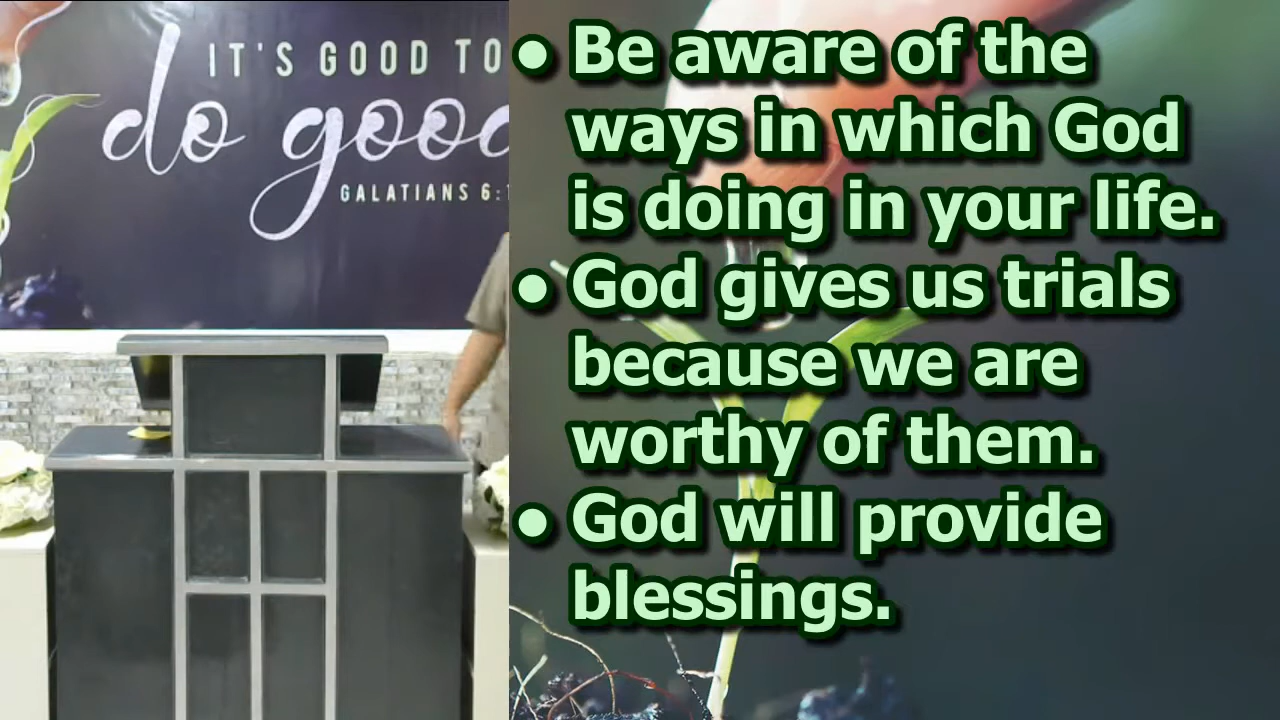 IT'S GOOD TO
do good
GALATIANS 6:
• Be aware of the
ways in which God
is doing in your life.
• God gives us trials
because we are
worthy of them.
• God will provide
blessings.